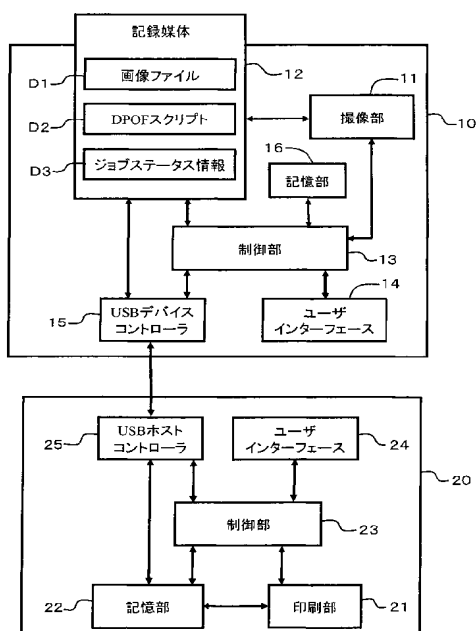 記録媒体
D1
画像ファイル
12
D2
DPOFスクリプト
D3
ジョブステータス情報
11
撮像部
10
16
記憶部
制御部
13
14
15
USBデバイス
コントローラ
ユーザ
インターフェース
25
USBホスト
コントローラ
ユーザ
インターフェース
24
20
制御部
23
22
記憶部
印刷部
21